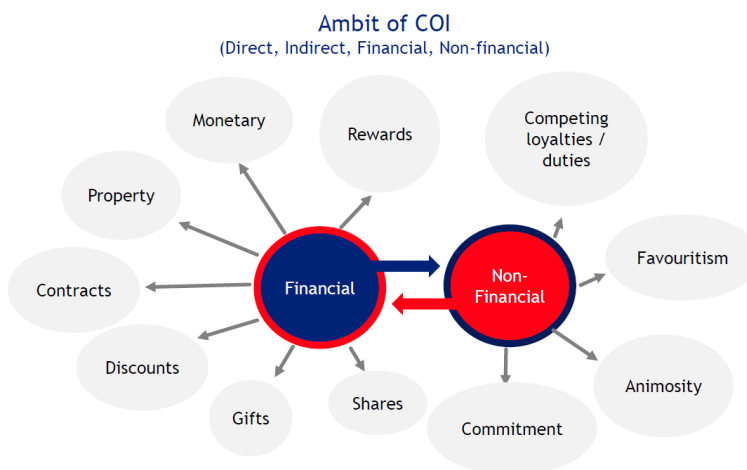 Ambit of COI
(Direct, Indirect, Financial, Non-financial)
Monetary
Rewards
Competing
loyalties /
duties
Property
Favouritism
Contracts
Financial
Non-
Financial
Discounts
Animosity
Gifts
Shares
Commitment